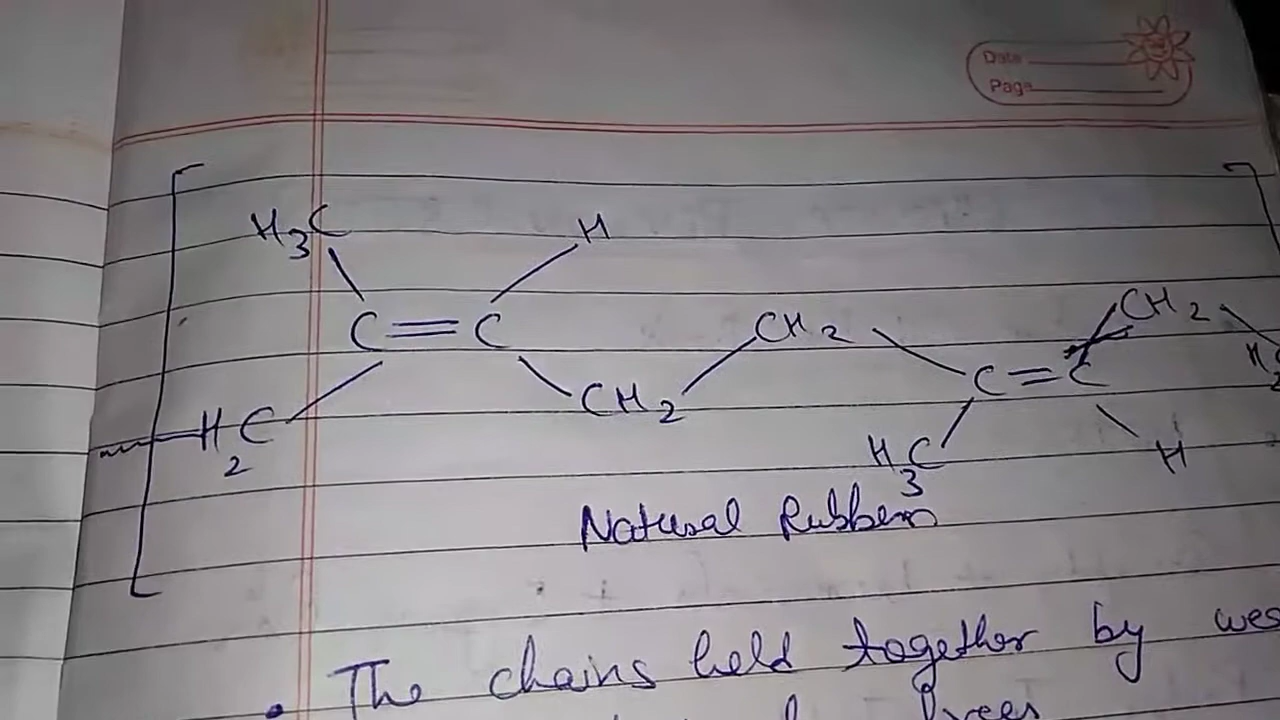 Date
Page
H3C H
C=C CH2 CH2
H2C CH2 C=C
H3C H
Natural Rubber
• The chains held together by